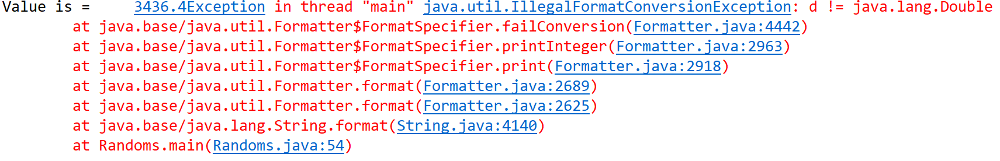 Value is =     3436.4Exception in thread "main" java.util.IllegalFormatConversionException: d != java.lang.Double
	at java.base/java.util.Formatter$FormatSpecifier.failConversion(Formatter.java:4442)
	at java.base/java.util.Formatter$FormatSpecifier.printInteger(Formatter.java:2963)
	at java.base/java.util.Formatter$FormatSpecifier.print(Formatter.java:2918)
	at java.base/java.util.Formatter.format(Formatter.java:2689)
	at java.base/java.util.Formatter.format(Formatter.java:2625)
	at java.base/java.lang.String.format(String.java:4140)
	at Randoms.main(Randoms.java:54)